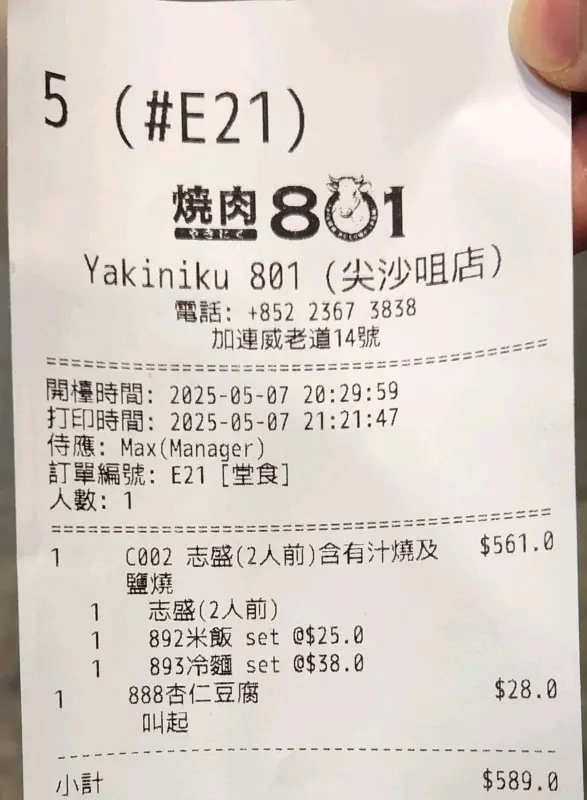 5 (#E21)
焼肉 801
やきにく
Yakiniku 801 (尖沙咀店)
電話: +852 2367 3838
加連威老道14號
開檯時間: 2025-05-07 20:29:59
打印時間: 2025-05-07 21:21:47
侍應: Max(Manager)
訂單編號: E21 [堂食]
人數: 1
1 C002 志盛(2人前)含有汁燒及 $561.0
鹽燒
1 志盛(2人前)
1 892米飯 set @$25.0
1 893冷麵 set @$38.0
1 888杏仁豆腐 $28.0
叫起
小計 $589.0